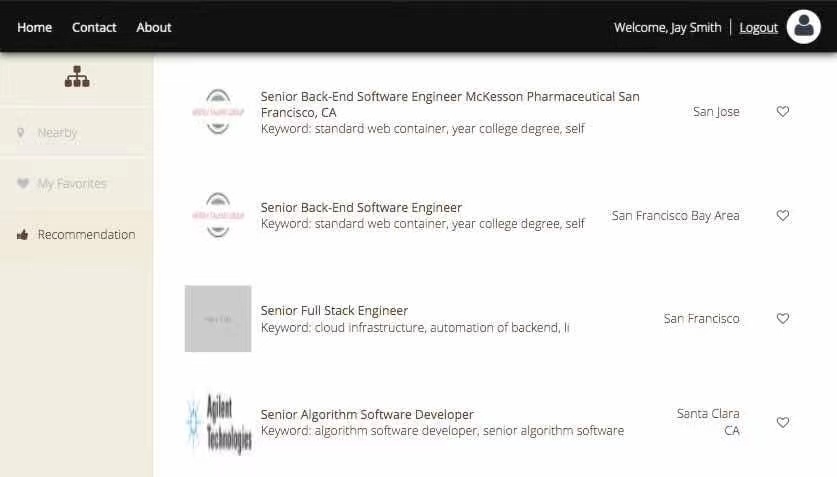 Home Contact About Welcome, Jay Smith Logout
Nearby
My Favorites
Recommendation
Senior Back-End Software Engineer McKesson Pharmaceutical San
Francisco, CA
Keyword: standard web container, year college degree, self
San Jose
Senior Back-End Software Engineer
Keyword: standard web container, year college degree, self
San Francisco Bay Area
Senior Full Stack Engineer
Keyword: cloud infrastructure, automation of backend, li
San Francisco
Agilent
Technologies
Senior Algorithm Software Developer
Keyword: algorithm software developer, senior algorithm software
Santa Clara
CA